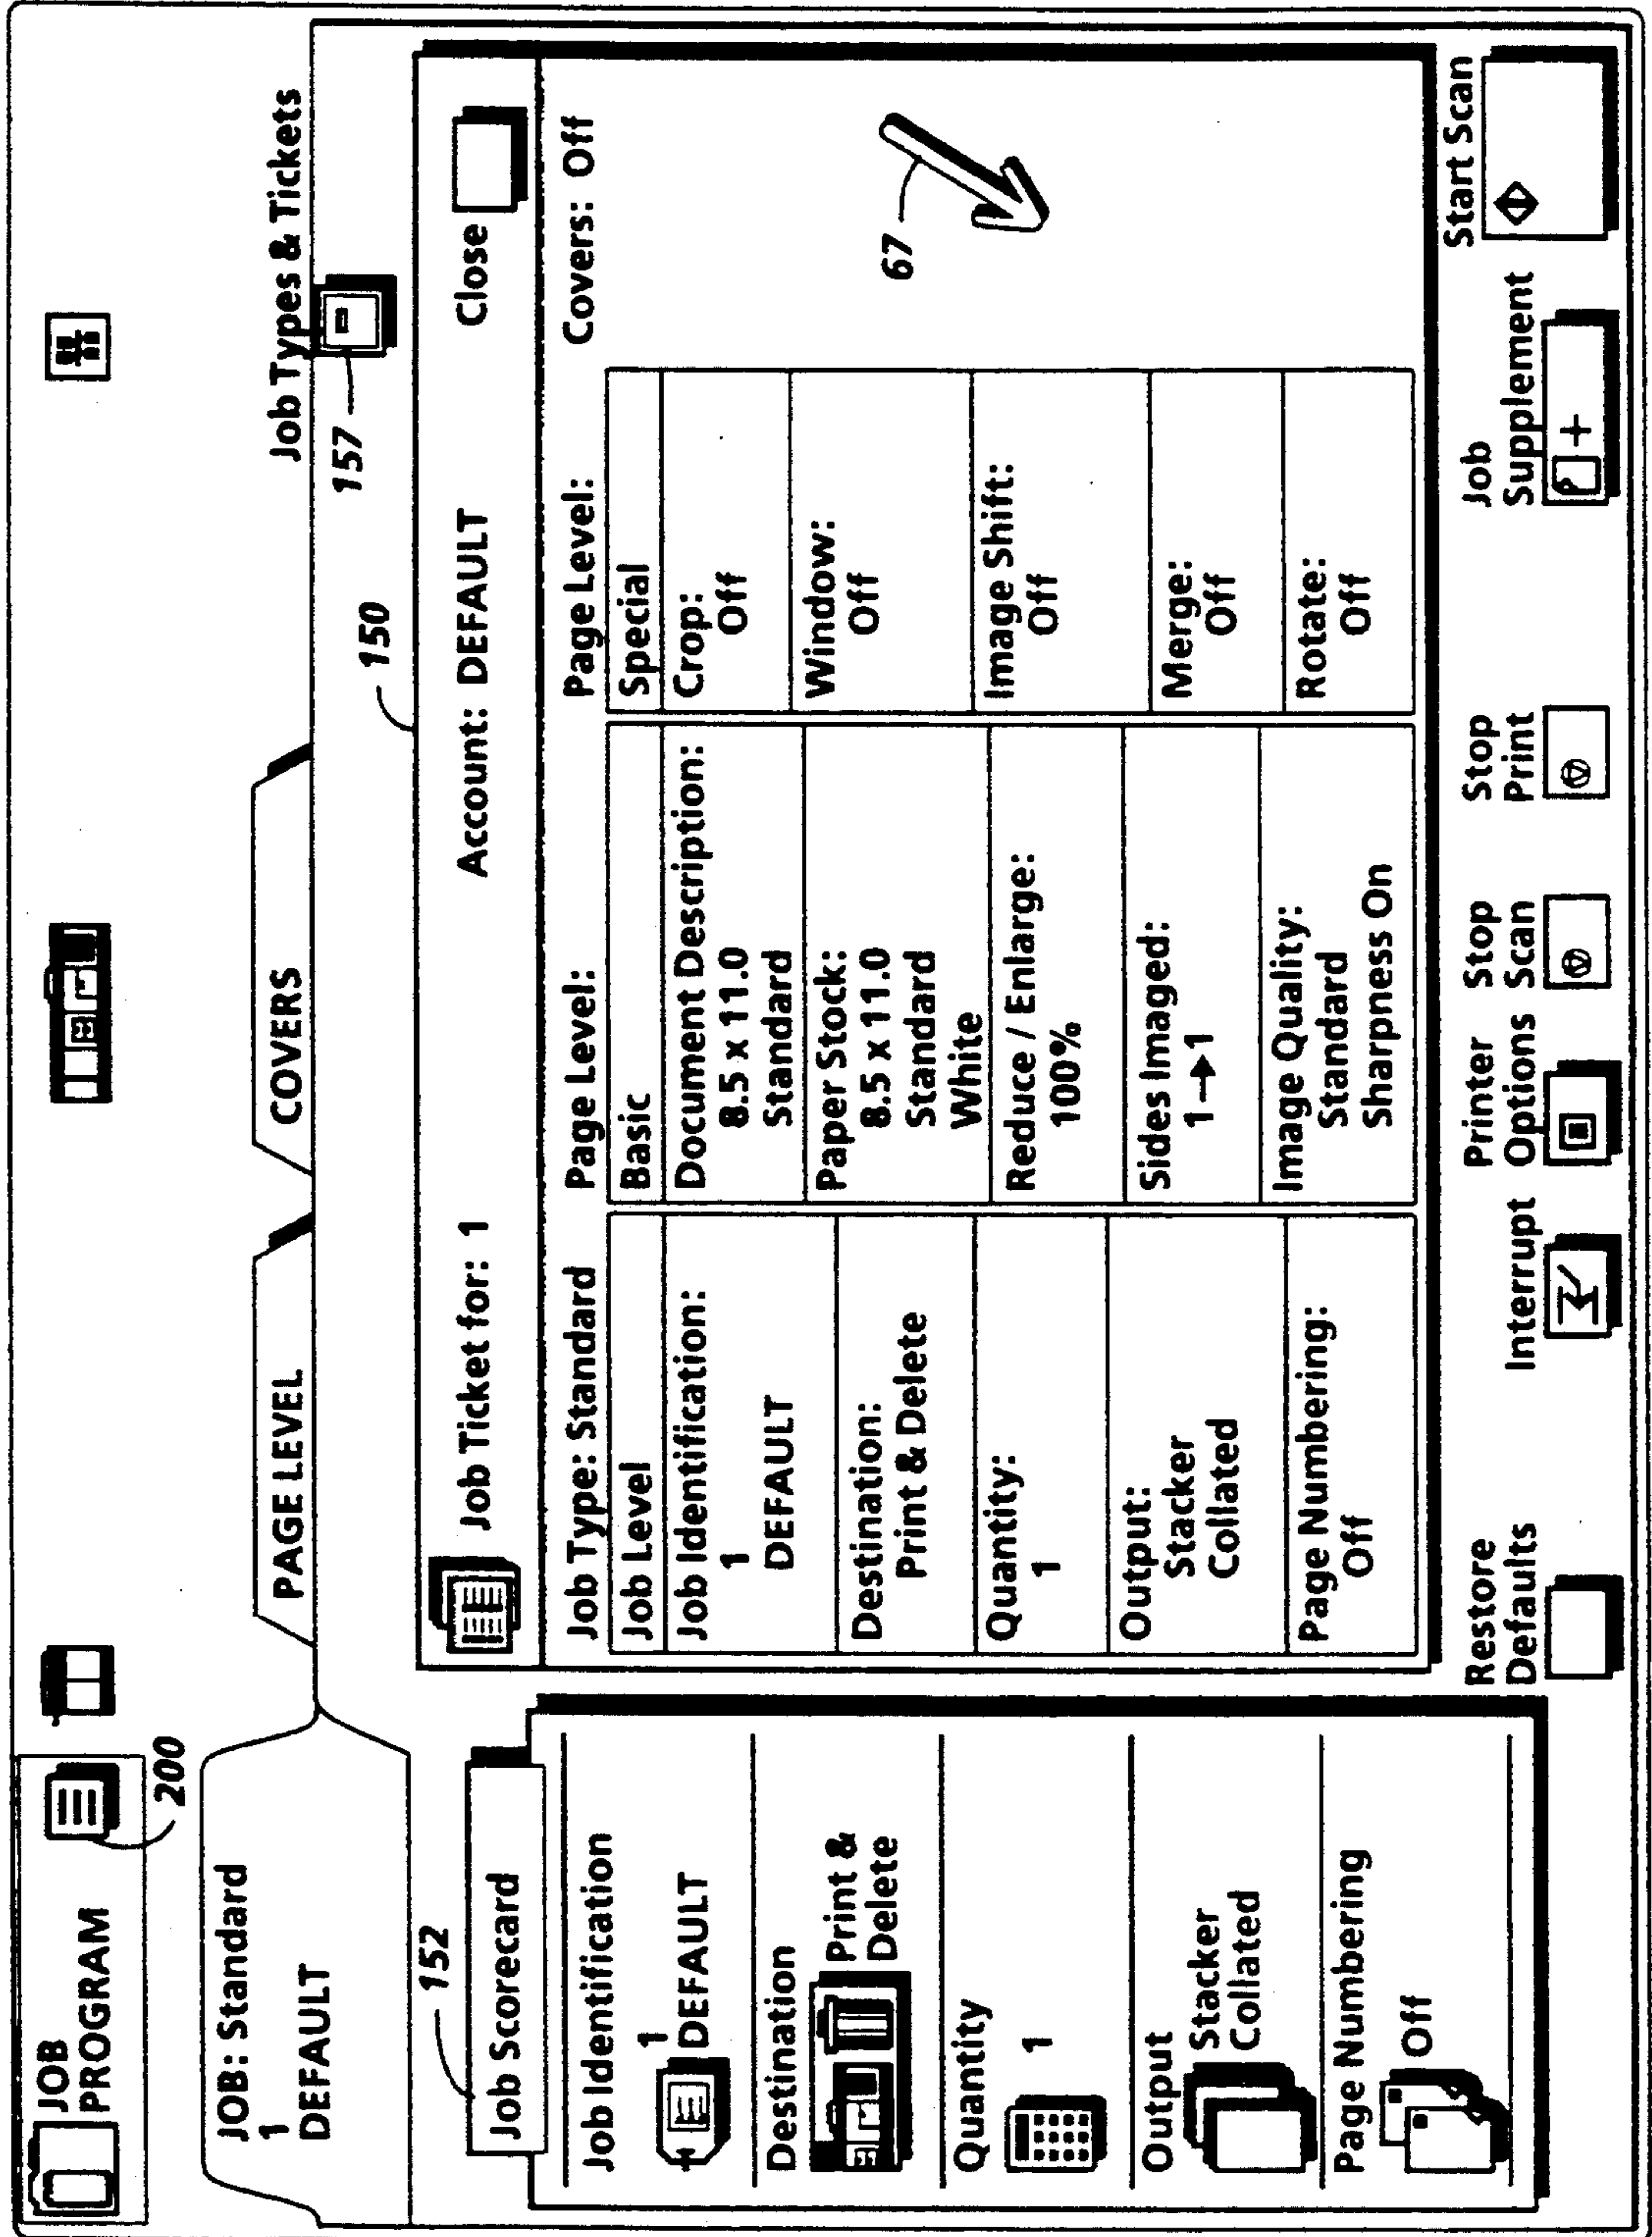 JOB
PROGRAM
200
JOB: Standard
1
DEFAULT
PAGE LEVEL
COVERS
Job Types & Tickets
157
152
Job Scorecard
Job Identification
1
DEFAULT
Destination
Print &
Delete
Quantity
1
Output
Stacker
Collated
Page Numbering
Off
150
Job Ticket for: 1
Account: DEFAULT
Close
Job Type: Standard
Job Level
Job Identification:
1
DEFAULT
Destination:
Print & Delete
Quantity:
1
Output:
Stacker
Collated
Page Numbering:
Off
Page Level:
Basic
Document Description:
8.5 x 11.0
Standard
Paper Stock:
8.5 x 11.0
Standard
White
Reduce / Enlarge:
100%
Sides Imaged:
1→1
Image Quality:
Standard
Sharpness On
Page Level:
Special
Crop:
Off
Window:
Off
Image Shift:
Off
Merge:
Off
Rotate:
Off
Covers: Off
67
Restore
Defaults
Interrupt
Printer
Options
Stop
Scan
Stop
Print
Job
Supplement
+
Start Scan